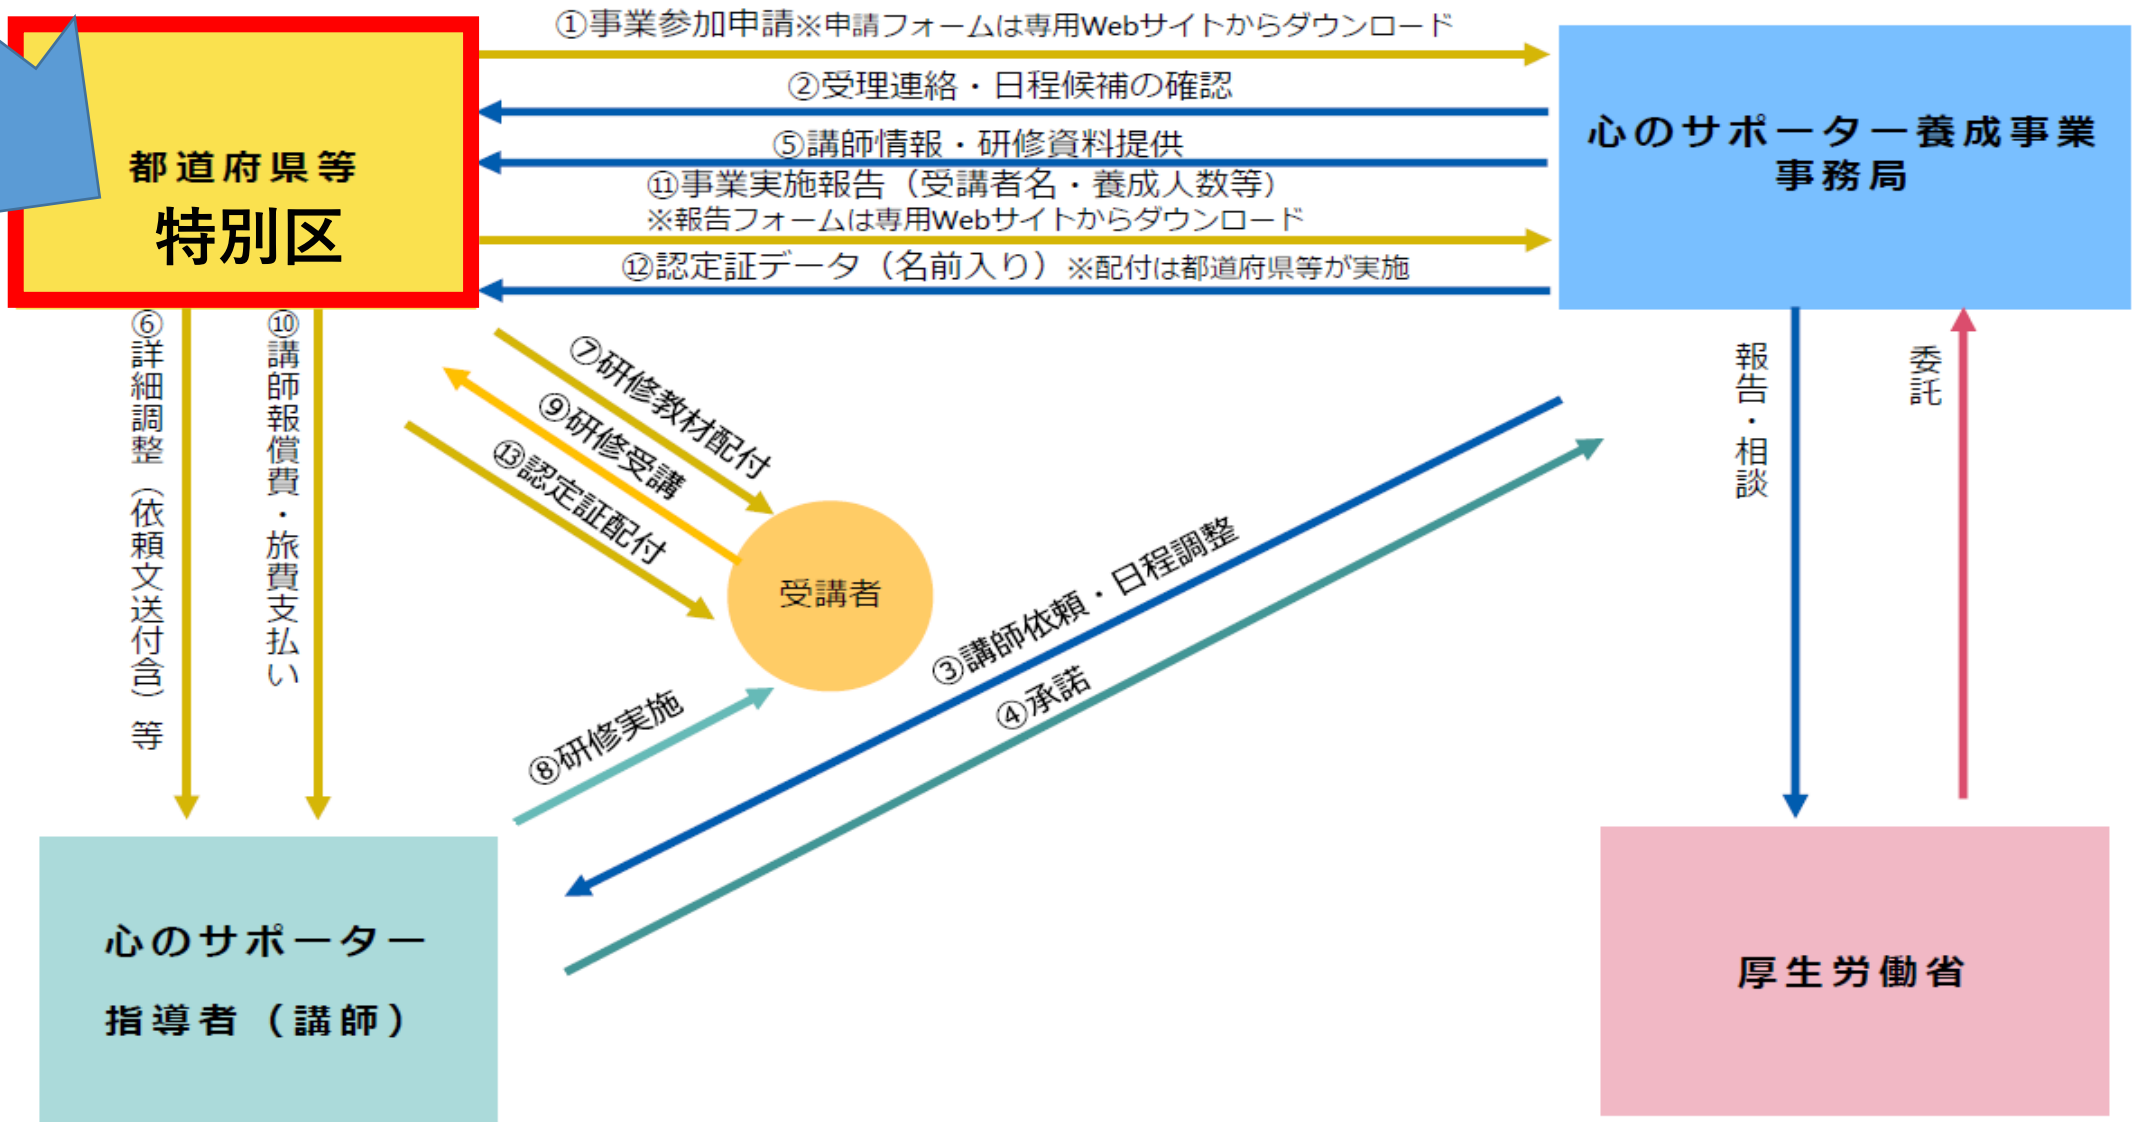 ①事業参加申請※申請フォームは専用Webサイトからダウンロード
②受理連絡・日程候補の確認
⑤講師情報・研修資料提供
⑪事業実施報告（受講者名・養成人数等）
※報告フォームは専用Webサイトからダウンロード
⑫認定証データ（名前入り）※配付は都道府県等が実施
都道府県等
特別区
心のサポーター養成事業
事務局
⑥詳細調整（依頼文送付含）等
⑩講師報償費・旅費支払い
⑦研修教材配付
⑨研修受講
⑬認定証配付
受講者
⑧研修実施
③講師依頼・日程調整
④承諾
報告・相談
委託
心のサポーター
指導者（講師）
厚生労働省